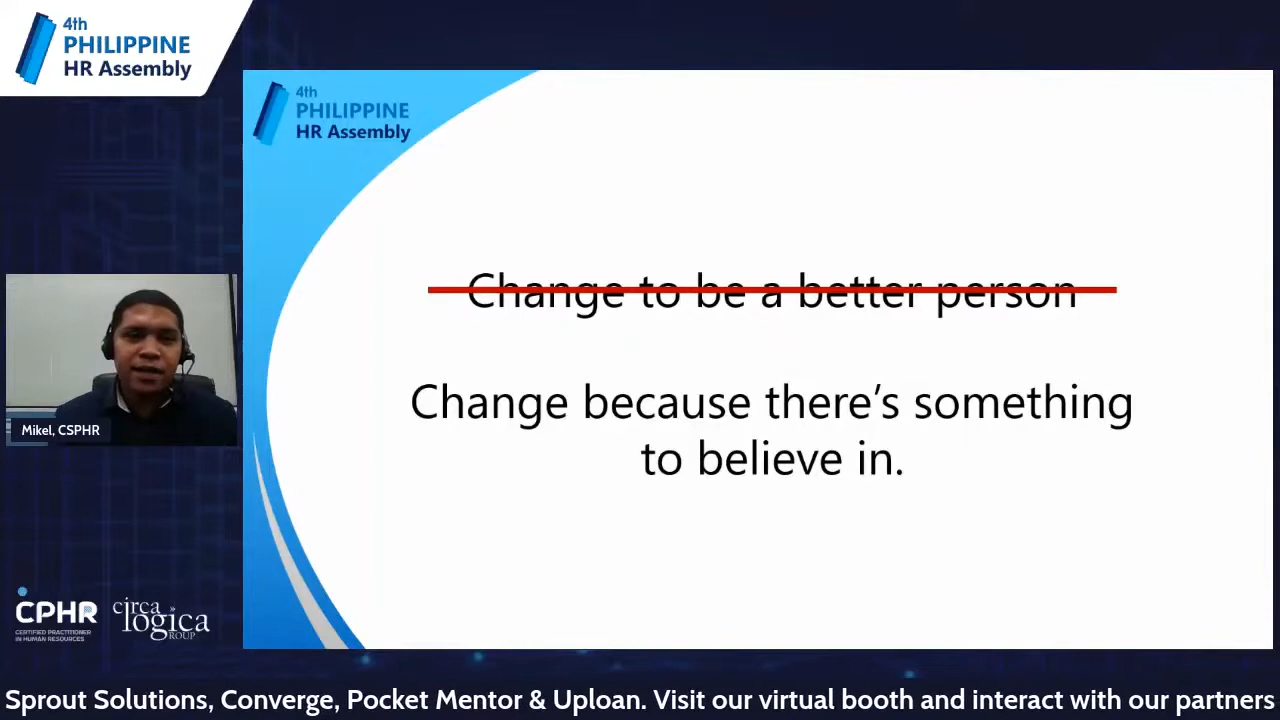 4th
PHILIPPINE
HR Assembly
4th
PHILIPPINE
HR Assembly
Change to be a better person
Change because there’s something
to believe in.
Mikel, CSPHR
CPHR
CERTIFIED PRACTITIONER
IN HUMAN RESOURCES
circa
logica
GROUP
Sprout Solutions, Converge, Pocket Mentor & Uploan. Visit our virtual booth and interact with our partners